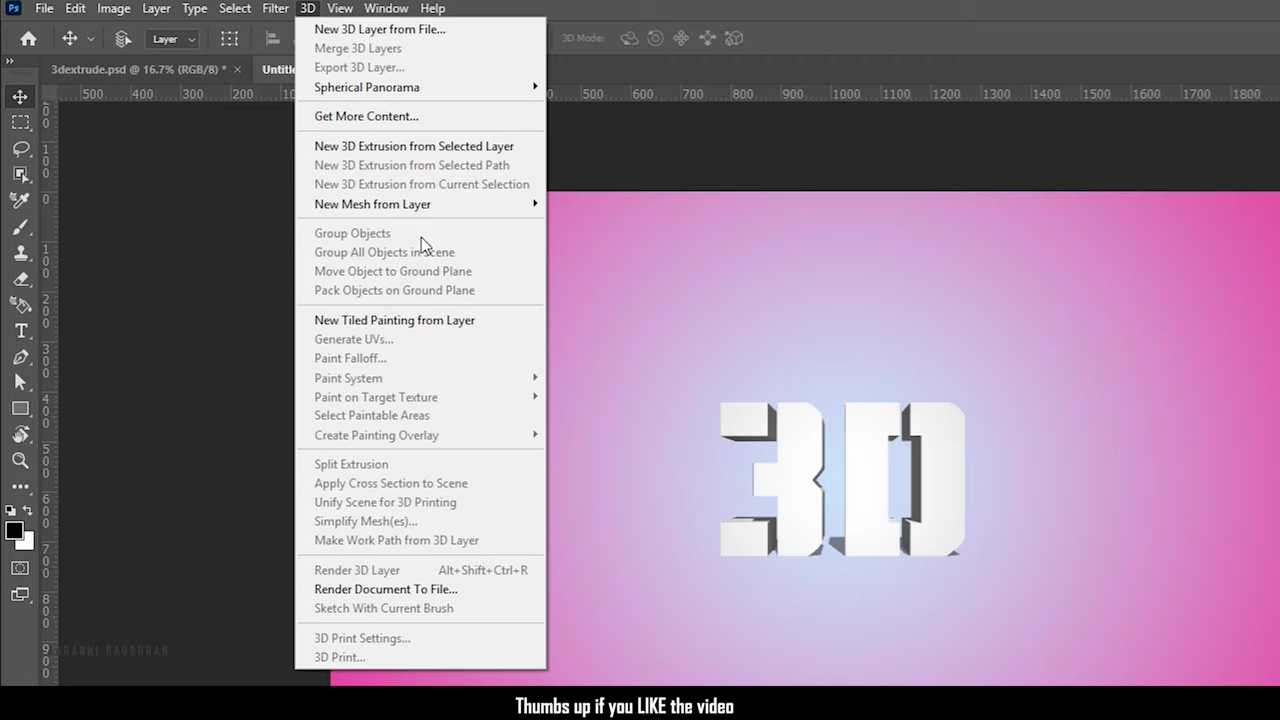 Ps File Edit Image Layer Type Select Filter 3D View Window Help
Layer 3D Mode:
3dextrude.psd @ 16.7% (RGB/8) * × Untitle
500 400 300 200 100 500 600 700 800 900 1000 1100 1200 1300 1400 1500 1600 1700 1800
New 3D Layer from File...
Merge 3D Layers
Export 3D Layer...
Spherical Panorama
Get More Content...
New 3D Extrusion from Selected Layer
New 3D Extrusion from Selected Path
New 3D Extrusion from Current Selection
New Mesh from Layer
Group Objects
Group All Objects in Scene
Move Object to Ground Plane
Pack Objects on Ground Plane
New Tiled Painting from Layer
Generate UVs...
Paint Falloff...
Paint System
Paint on Target Texture
Select Paintable Areas
Create Painting Overlay
Split Extrusion
Apply Cross Section to Scene
Unify Scene for 3D Printing
Simplify Mesh(es)...
Make Work Path from 3D Layer
Render 3D Layer Alt+Shift+Ctrl+R
Render Document To File...
Sketch With Current Brush
3D Print Settings...
3D Print...
3D
Thumbs up if you LIKE the video